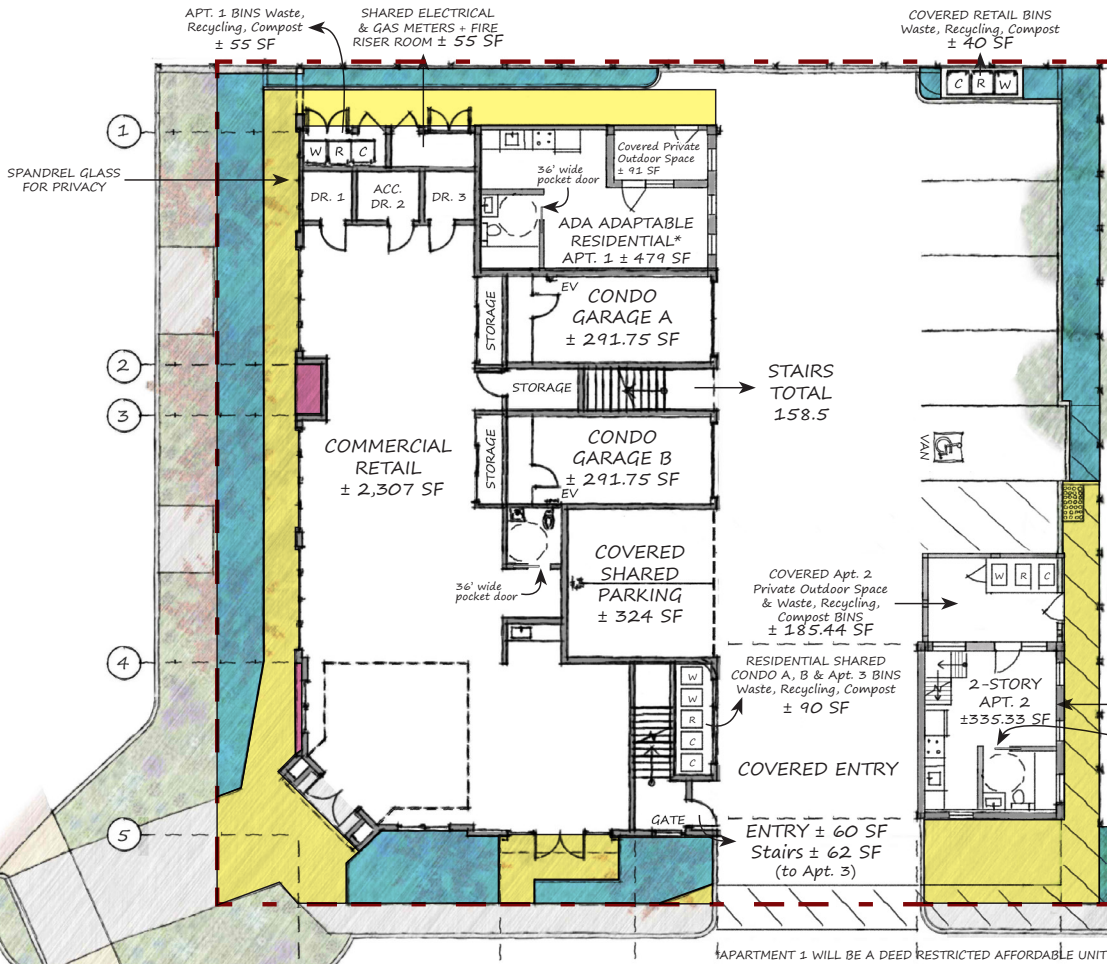 APT. 1 BINS Waste,
Recycling, Compost
± 55 SF
SHARED ELECTRICAL
& GAS METERS + FIRE
RISER ROOM ± 55 SF
COVERED RETAIL BINS
Waste, Recycling, Compost
± 40 SF
C R W
1
SPANDREL GLASS
FOR PRIVACY
W R C
Covered Private
Outdoor Space
± 91 SF
36' wide
pocket door
DR. 1
ACC.
DR. 2
DR. 3
ADA ADAPTABLE
RESIDENTIAL*
APT. 1 ± 479 SF
EV
STORAGE
CONDO
GARAGE A
± 291.75 SF
2
STORAGE
STAIRS
TOTAL
158.5
3
COMMERCIAL
RETAIL
± 2,307 SF
STORAGE
CONDO
GARAGE B
± 291.75 SF
EV
VAN
COVERED
SHARED
PARKING
± 324 SF
36' wide
pocket door
COVERED Apt. 2
Private Outdoor Space
& Waste, Recycling,
Compost BINS
± 185.44 SF
W R C
4
RESIDENTIAL SHARED
CONDO A, B & Apt. 3 BINS
Waste, Recycling, Compost
± 90 SF
W
W
R
C
C
2-STORY
APT. 2
±335.33 SF
COVERED ENTRY
5
GATE
ENTRY ± 60 SF
Stairs ± 62 SF
(to Apt. 3)
*APARTMENT 1 WILL BE A DEED RESTRICTED AFFORDABLE UNIT